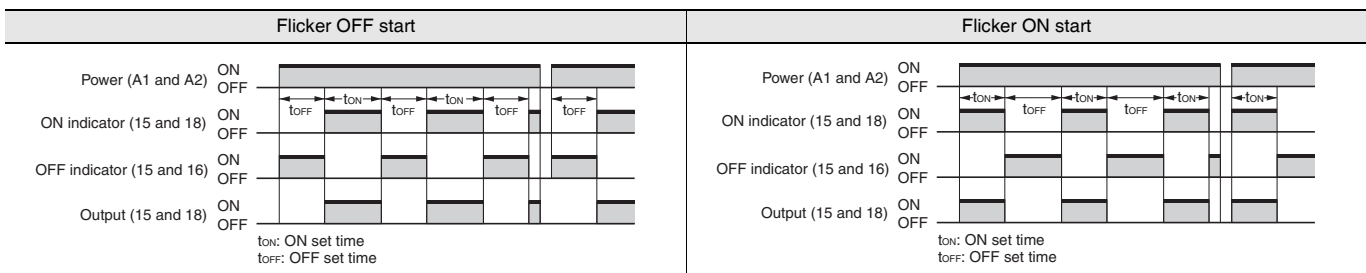 Flicker OFF start
Power (A1 and A2) ON
OFF
tOFF tON tOFF tON tOFF tOFF
ON indicator (15 and 18) ON
OFF
OFF indicator (15 and 16) ON
OFF
Output (15 and 18) ON
OFF
tON: ON set time
tOFF: OFF set time
Flicker ON start
Power (A1 and A2) ON
OFF
tON tOFF tON tOFF tON tON
ON indicator (15 and 18) ON
OFF
OFF indicator (15 and 16) ON
OFF
Output (15 and 18) ON
OFF
tON: ON set time
tOFF: OFF set time